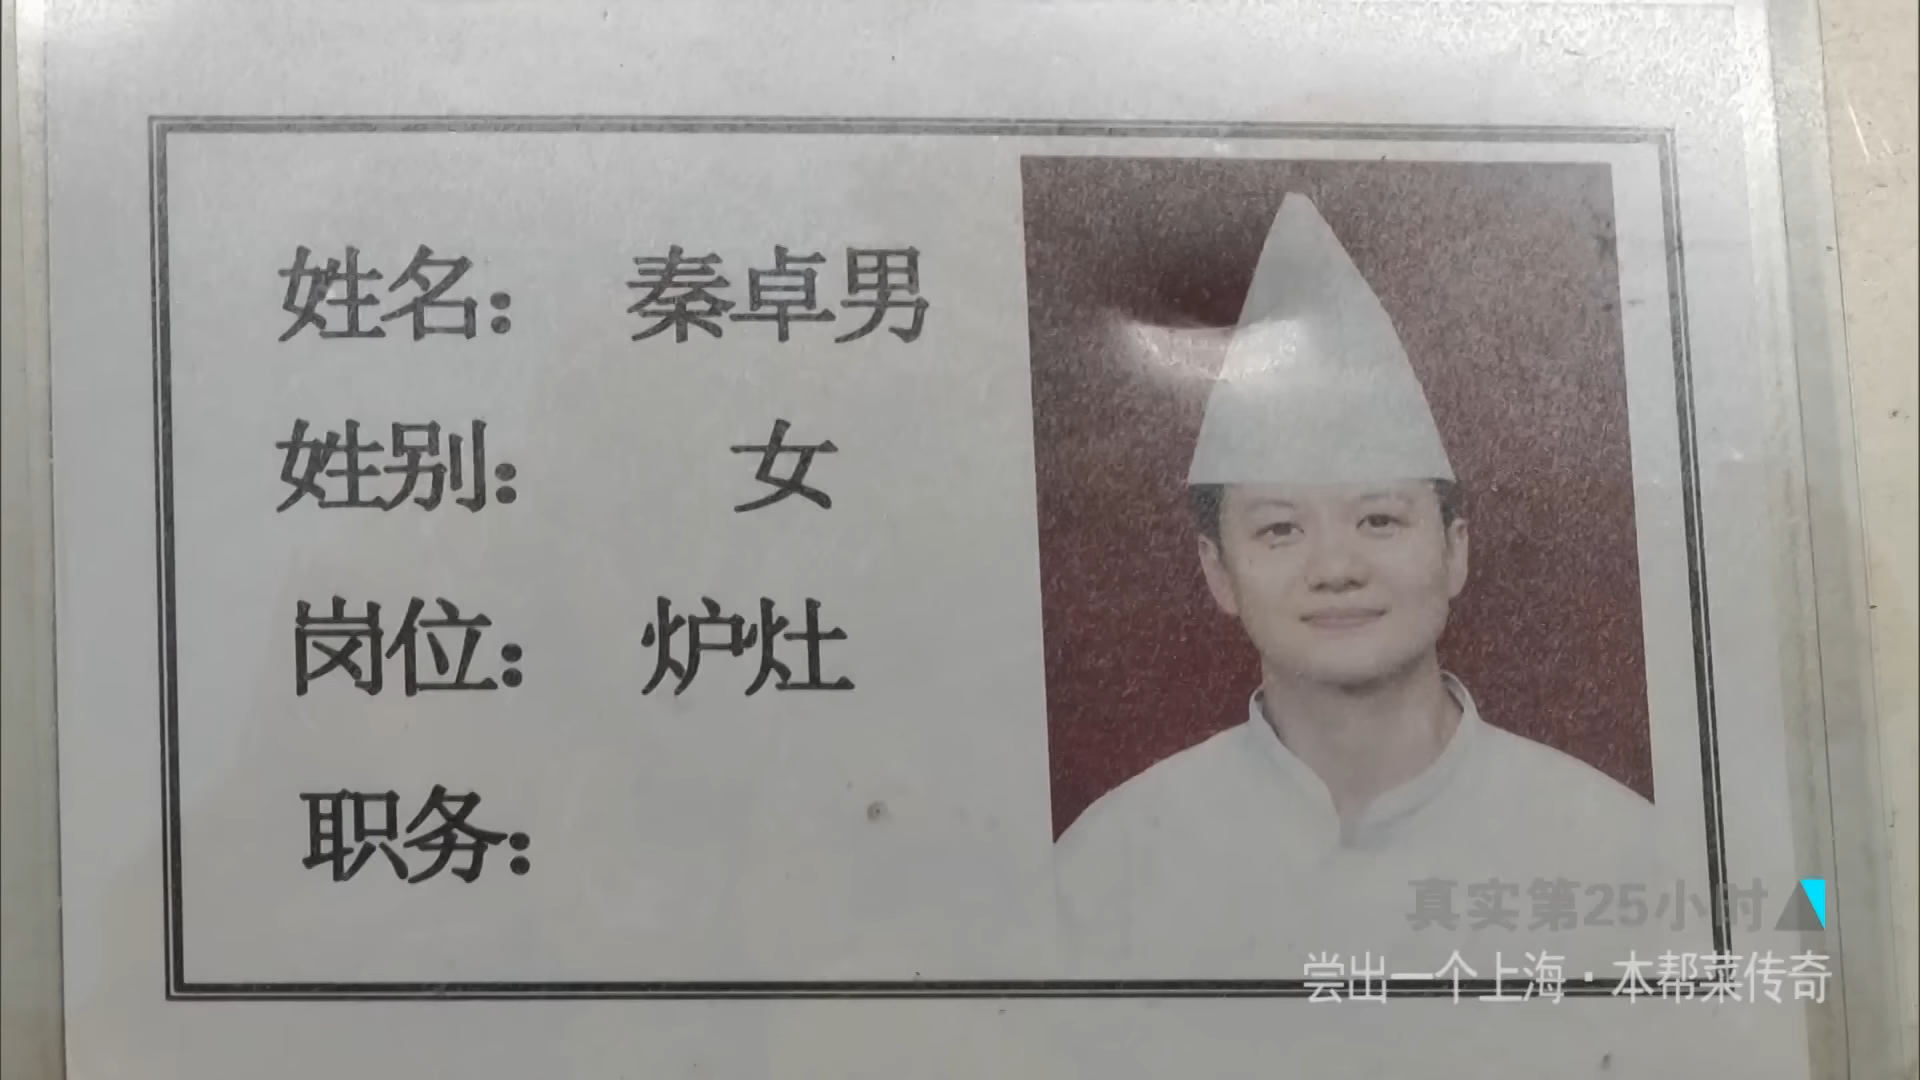 姓名： 秦卓男
姓别： 女
岗位： 炉灶
职务：
真实第25小时
尝出一个上海·本帮菜传奇